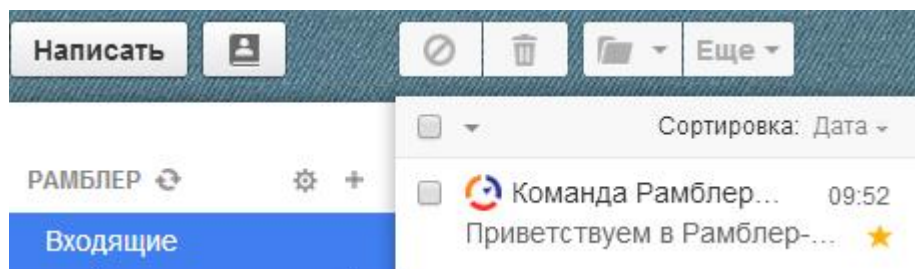 Написать
Еще
Сортировка: Дата
РАМБЛЕР
Команда Рамблер... 09:52
Входящие
Приветствуем в Рамблер-...